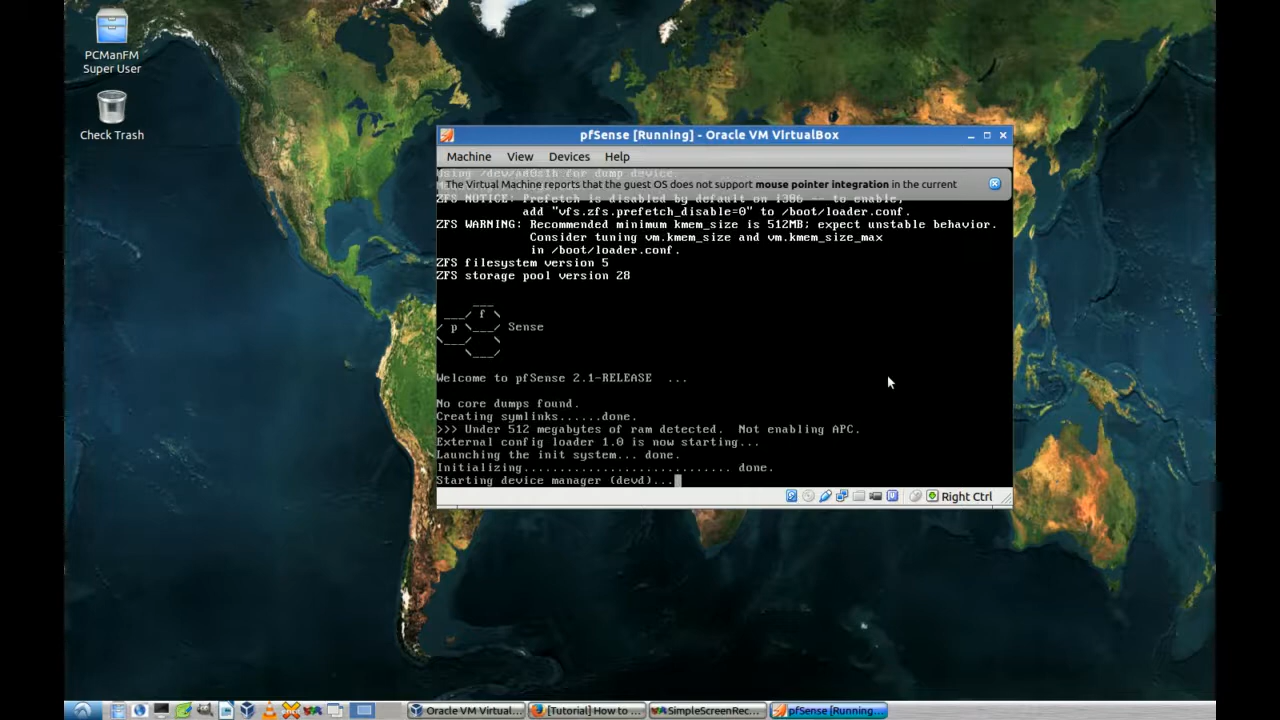 PCManFM
Super User
Check Trash
pfSense [Running] - Oracle VM VirtualBox
Machine View Devices Help
Using /dev/ for dump device.
The Virtual Machine reports that the guest OS does not support mouse pointer integration in the current
ZFS NOTICE: Prefetch is disabled by default on i386 -- to enable,
add "vfs.zfs.prefetch_disable=0" to /boot/loader.conf.
ZFS WARNING: Recommended minimum kmem_size is 512MB; expect unstable behavior.
Consider tuning vm.kmem_size and vm.kmem_size_max
in /boot/loader.conf.
ZFS filesystem version 5
ZFS storage pool version 28
f
p Sense
Welcome to pfSense 2.1-RELEASE ...
No core dumps found.
Creating symlinks......done.
>>> Under 512 megabytes of ram detected. Not enabling APC.
External config loader 1.0 is now starting...
Launching the init system... done.
Initializing............................ done.
Starting device manager (devd)...
Right Ctrl
Oracle VM Virtual... [Tutorial] How to ... SimpleScreenRec... pfSense [Running...